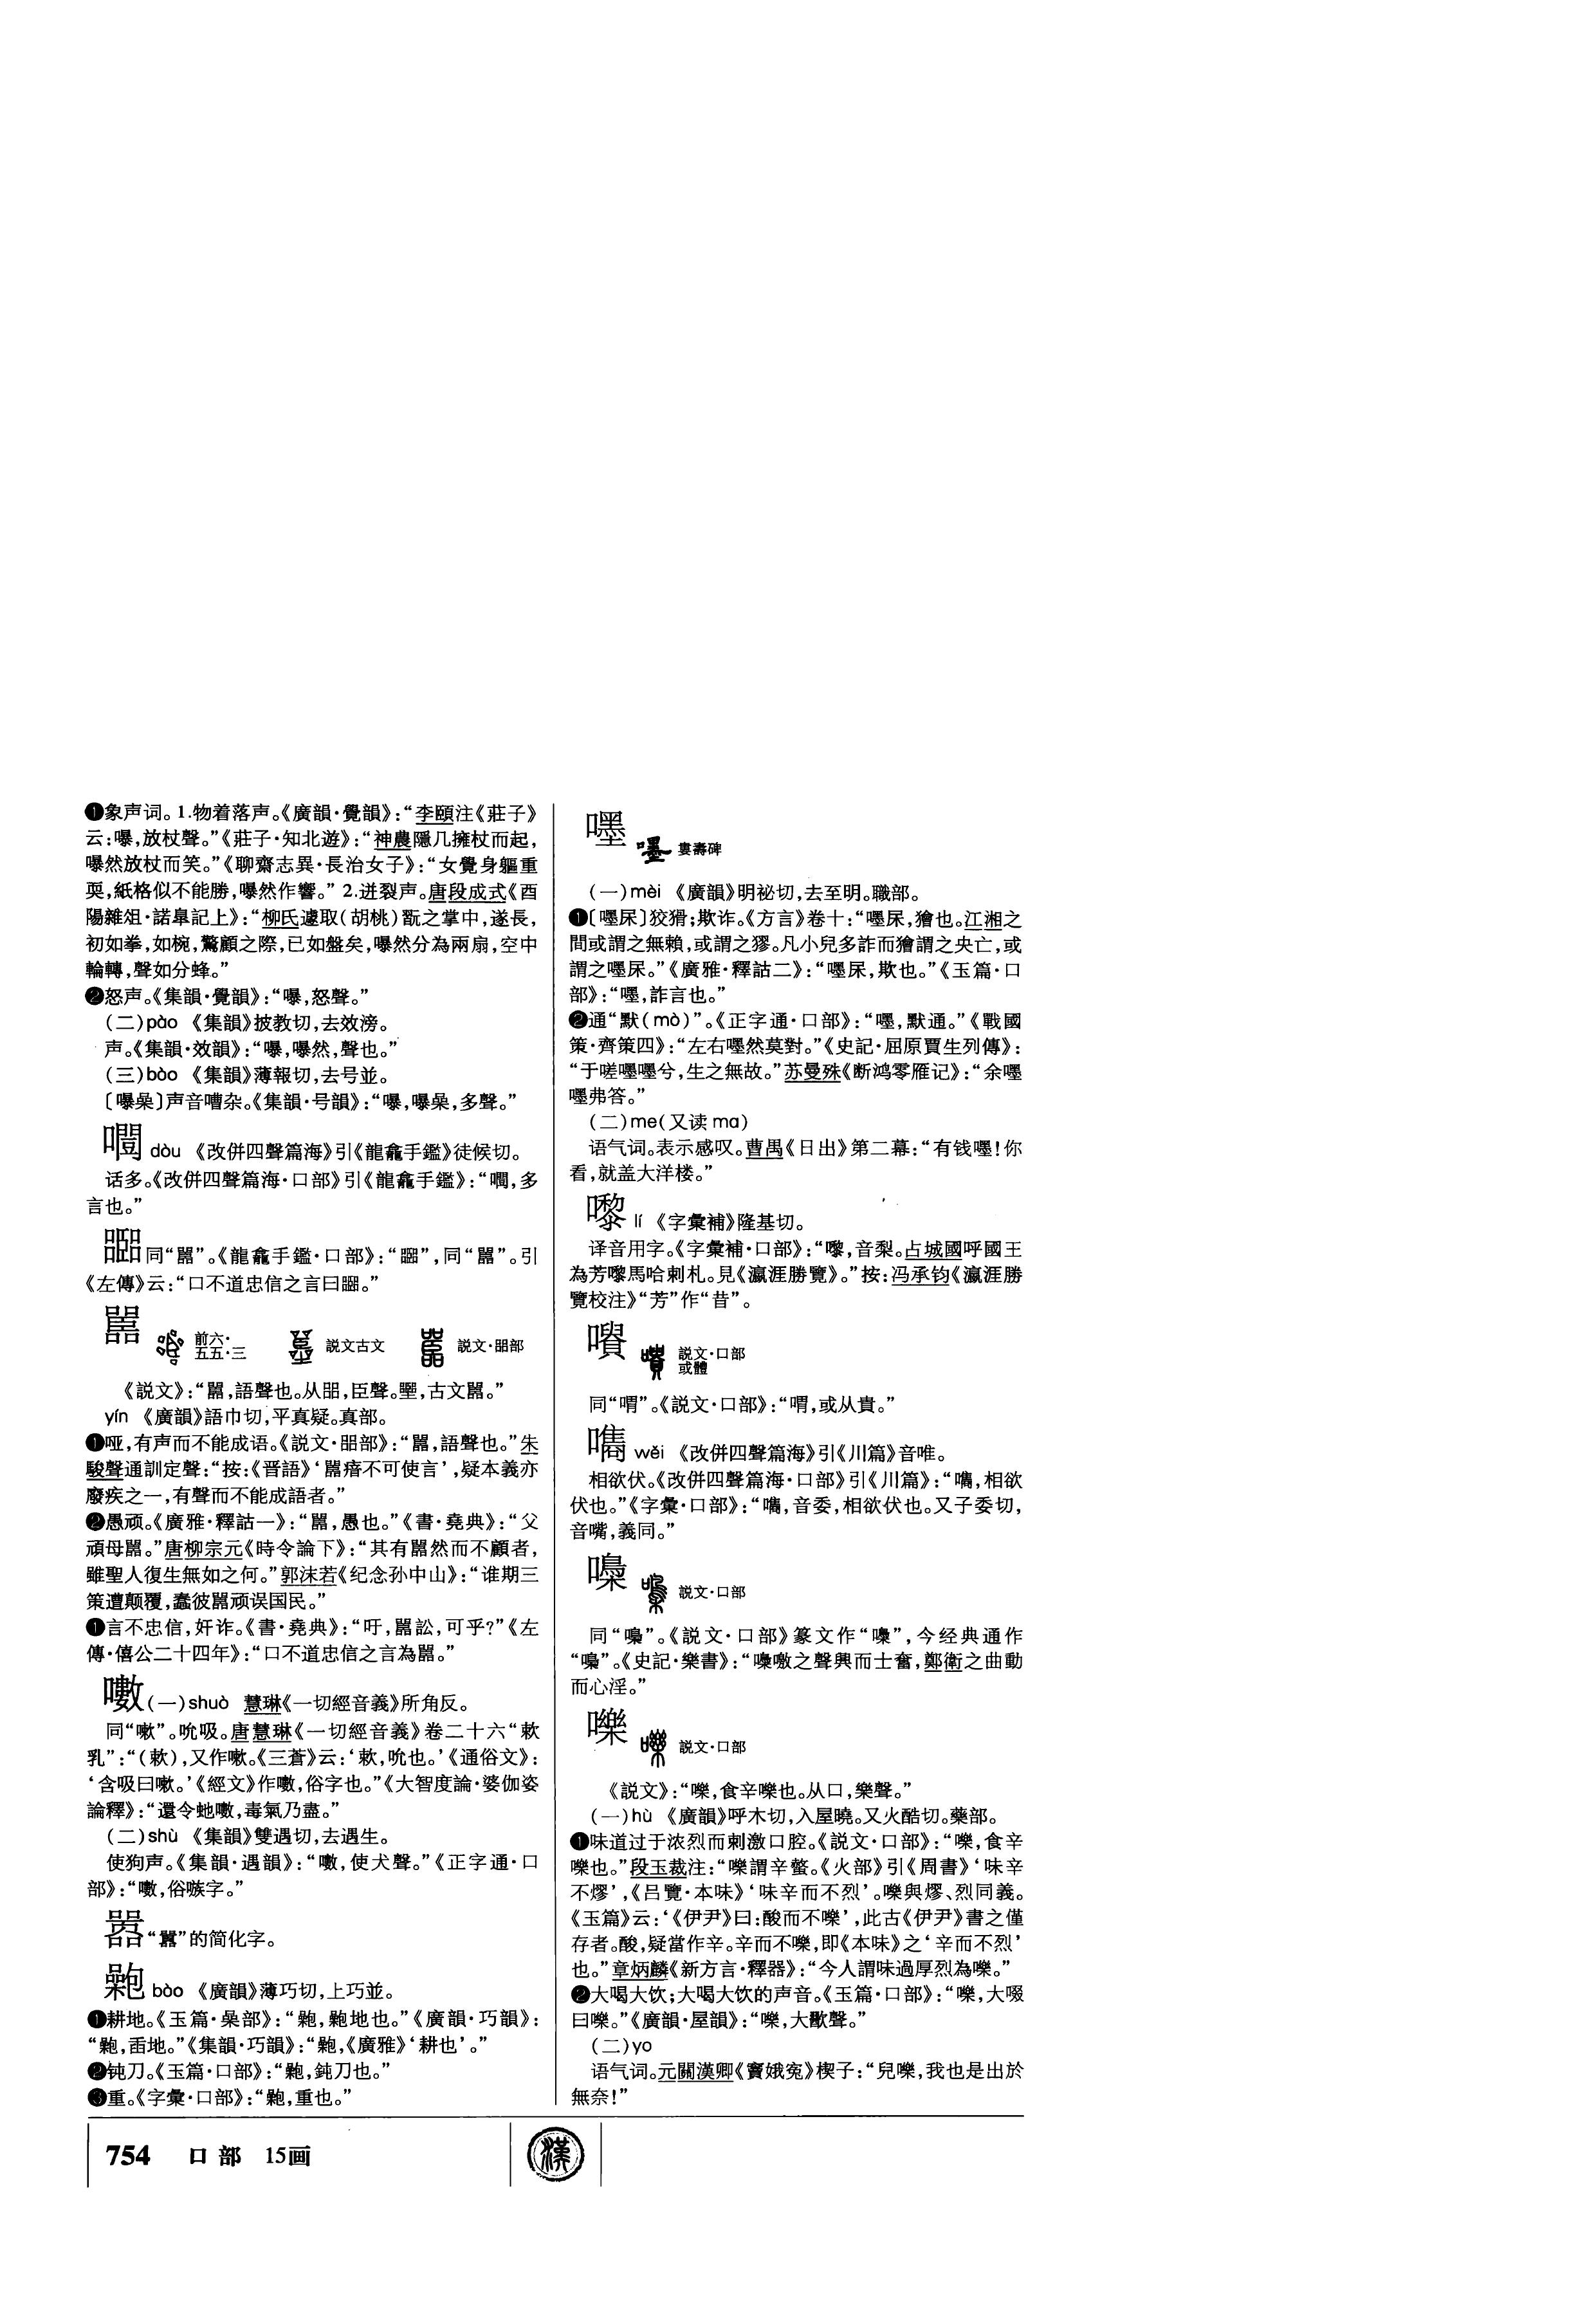 ❶象声词。1.物着落声。《廣韻·覺韻》：“李頤注《莊子》
云：嚗，放杖聲。”《莊子·知北遊》：“神農隱几擁杖而起，
嚗然放杖而笑。”《聊齋志異·長治女子》：“女覺身軀重
耎，紙格似不能勝，嚗然作響。” 2.迸裂声。唐段成式《酉
陽雜俎·諾皋記上》：“柳氏遽取（胡桃）翫之掌中，遂長，
初如拳，如椀，驚顧之際，已如盤矣，嚗然分為兩扇，空中
輪轉，聲如分蜂。”
❷怒声。《集韻·覺韻》：“嚗，怒聲。”
（二）pào 《集韻》披教切，去效滂。
声。《集韻·效韻》：“嚗，嚗然，聲也。”
（三）bòo 《集韻》薄報切，去号並。
〔嚗喿〕声音嘈杂。《集韻·号韻》：“嚗，嚗喿，多聲。”
dòu 《改併四聲篇海》引《龍龕手鑑》徒候切。
话多。《改併四聲篇海·口部》引《龍龕手鑑》：“，多
言也。”
同“嚚”。《龍龕手鑑·口部》：“”，同“嚚”。引
《左傳》云：“口不道忠信之言曰。”
嚚 前六·五五·三 説文古文 説文·㗊部
《説文》：“嚚，語聲也。从㗊，臣聲。，古文嚚。”
yín 《廣韻》語巾切，平真疑。真部。
❶哑，有声而不能成语。《説文·㗊部》：“嚚，語聲也。”朱
駿聲通訓定聲：“按：《晋語》‘嚚瘖不可使言’，疑本義亦
廢疾之一，有聲而不能成語者。”
❷愚顽。《廣雅·釋詁一》：“嚚，愚也。”《書·堯典》：“父
頑母嚚。”唐柳宗元《時令論下》：“其有嚚然而不顧者，
雖聖人復生無如之何。”郭沫若《纪念孙中山》：“谁期三
策遭颠覆，蠢彼嚚顽误国民。”
❶言不忠信，奸诈。《書·堯典》：“吁，嚚訟，可乎？”《左
傳·僖公二十四年》：“口不道忠信之言為嚚。”
㘏（一）shuò 慧琳《一切經音義》所角反。
同“嗽”。吮吸。唐慧琳《一切經音義》卷二十六“欶
乳”：“（欶），又作嗽。《三蒼》云：‘欶，吮也。’《通俗文》：
‘含吸曰嗽。’《經文》作㘏，俗字也。”《大智度論·婆伽婆
論釋》：“還令虵㘏，毒氣乃盡。”
（二）shù 《集韻》雙遇切，去遇生。
使狗声。《集韻·遇韻》：“㘏，使犬聲。”《正字通·口
部》：“㘏，俗嗾字。”
“嚚”的简化字。
bòo 《廣韻》薄巧切，上巧並。
❶耕地。《玉篇·喿部》：“，地也。”《廣韻·巧韻》：
“，臿地。”《集韻·巧韻》：“，《廣雅》‘耕也’。”
❷钝刀。《玉篇·口部》：“，鈍刀也。”
❸重。《字彙·口部》：“，重也。”
嚜 婁壽碑
（一）mèi 《廣韻》明祕切，去至明。職部。
❶〔嚜㞖〕狡猾；欺诈。《方言》卷十：“嚜㞖，獪也。江湘之
間或謂之無賴，或謂之漻。凡小兒多詐而獪謂之央亡，或
謂之嚜㞖。”《廣雅·釋詁二》：“嚜㞖，欺也。”《玉篇·口
部》：“嚜，詐言也。”
❷通“默（mò）”。《正字通·口部》：“嚜，默通。”《戰國
策·齊策四》：“左右嚜然莫對。”《史記·屈原賈生列傳》：
“于嗟嚜嚜兮，生之無故。”苏曼殊《断鸿零雁记》：“余嚜
嚜弗答。”
（二）me（又读 ma）
语气词。表示感叹。曹禺《日出》第二幕：“有钱嚜！你
看，就盖大洋楼。”
嚟 lí 《字彙補》隆基切。
译音用字。《字彙補·口部》：“嚟，音梨。占城國呼國王
為芳嚟馬哈剌札。見《瀛涯勝覽》。”按：冯承钧《瀛涯勝
覽校注》“芳”作“昔”。
嚽 説文·口部或體
同“喟”。《説文·口部》：“喟，或从貴。”
wěi 《改併四聲篇海》引《川篇》音唯。
相欲伏。《改併四聲篇海·口部》引《川篇》：“，相欲
伏也。”《字彙·口部》：“，音委，相欲伏也。又子委切，
音嘴，義同。”
説文·口部
同“嘄”。《説文·口部》篆文作“”，今经典通作
“嘄”。《史記·樂書》：“噭之聲興而士奮，鄭衛之曲動
而心淫。”
嚛 説文·口部
《説文》：“嚛，食辛嚛也。从口，樂聲。”
（一）hù 《廣韻》呼木切，入屋曉。又火酷切。藥部。
❶味道过于浓烈而刺激口腔。《説文·口部》：“嚛，食辛
嚛也。”段玉裁注：“嚛謂辛螫。《火部》引《周書》‘味辛
不熮’，《吕覽·本味》‘味辛而不烈’。嚛與熮、烈同義。
《玉篇》云：‘《伊尹》曰：酸而不嚛’，此古《伊尹》書之僅
存者。酸，疑當作辛。辛而不嚛，即《本味》之‘辛而不烈’
也。”章炳麟《新方言·釋器》：“今人謂味過厚烈為嚛。”
❷大喝大饮；大喝大饮的声音。《玉篇·口部》：“嚛，大啜
曰嚛。”《廣韻·屋韻》：“嚛，大歠聲。”
（二）yo
语气词。元關漢卿《竇娥寃》楔子：“兒嚛，我也是出於
無奈！”
754 口部 15画
漢